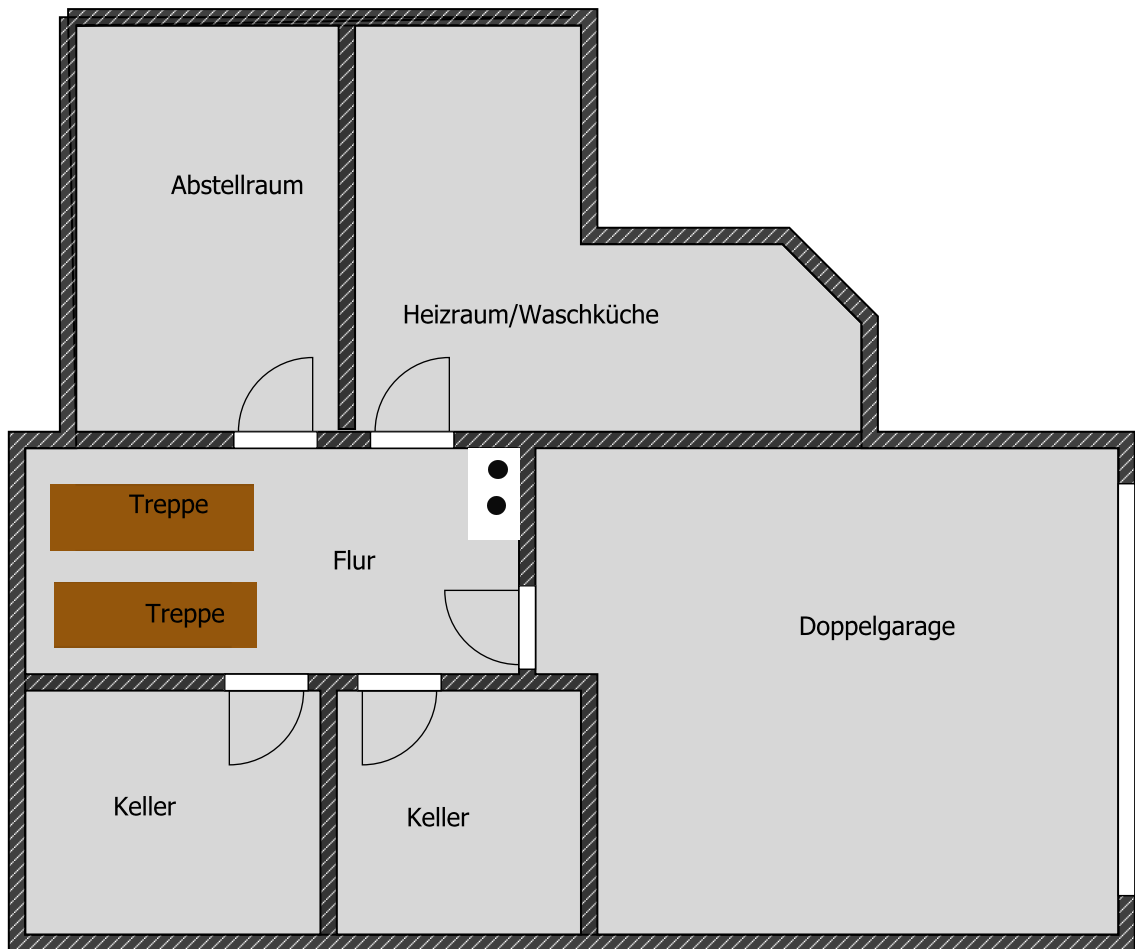 Abstellraum
Heizraum/Waschküche
Treppe
Flur
Treppe
Doppelgarage
Keller
Keller